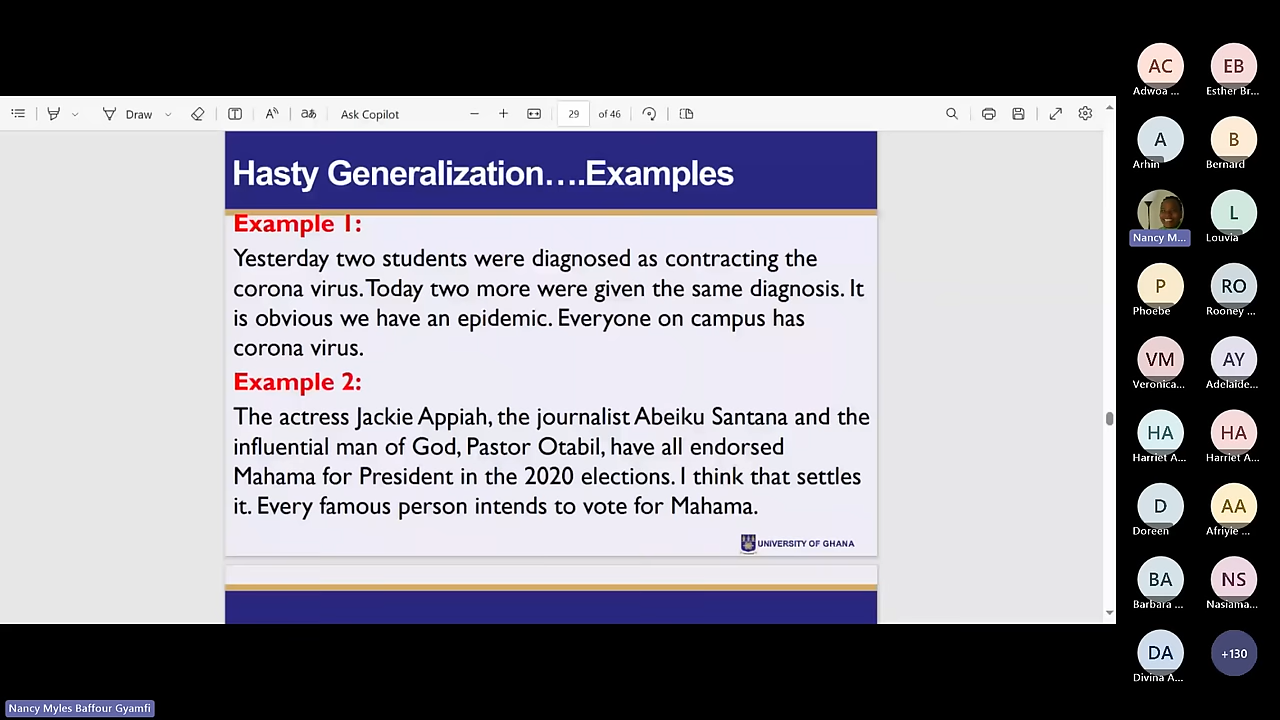 Draw
Ask Copilot
29 of 46
Hasty Generalization….Examples
Example 1:
Yesterday two students were diagnosed as contracting the
corona virus. Today two more were given the same diagnosis. It
is obvious we have an epidemic. Everyone on campus has
corona virus.
Example 2:
The actress Jackie Appiah, the journalist Abeiku Santana and the
influential man of God, Pastor Otabil, have all endorsed
Mahama for President in the 2020 elections. I think that settles
it. Every famous person intends to vote for Mahama.
UNIVERSITY OF GHANA
AC EB
Adwoa ... Esther Br...
A B
Arhin Bernard
L
Nancy M... Louvia
P RO
Phoebe Rooney ...
VM AY
Veronica... Adelaide...
HA HA
Harriet A... Harriet A...
D AA
Doreen Afriyie ...
BA NS
Barbara ... Nasiama...
DA +130
Divina A...
Nancy Myles Baffour Gyamfi